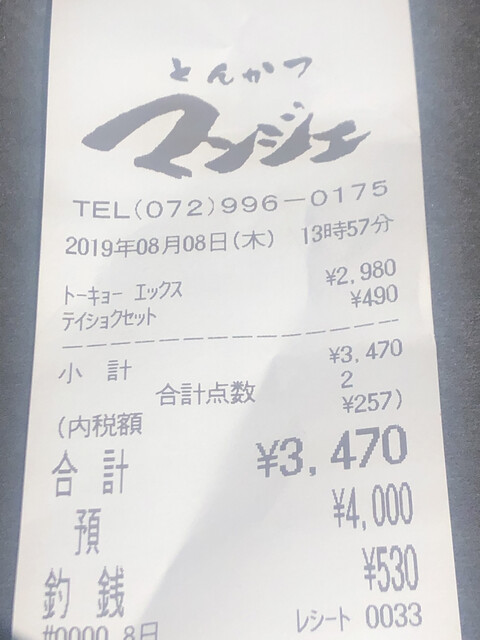 とんかつ
マンジェ
TEL(072)996-0175
2019年08月08日(木) 13時57分
トーキョー エックス ¥2,980
テイショクセット ¥490
小計 ¥3,470
合計点数 2
(内税額 ¥257)
合計 ¥3,470
預 ¥4,000
釣銭 ¥530
#0000 8日 レシート 0033